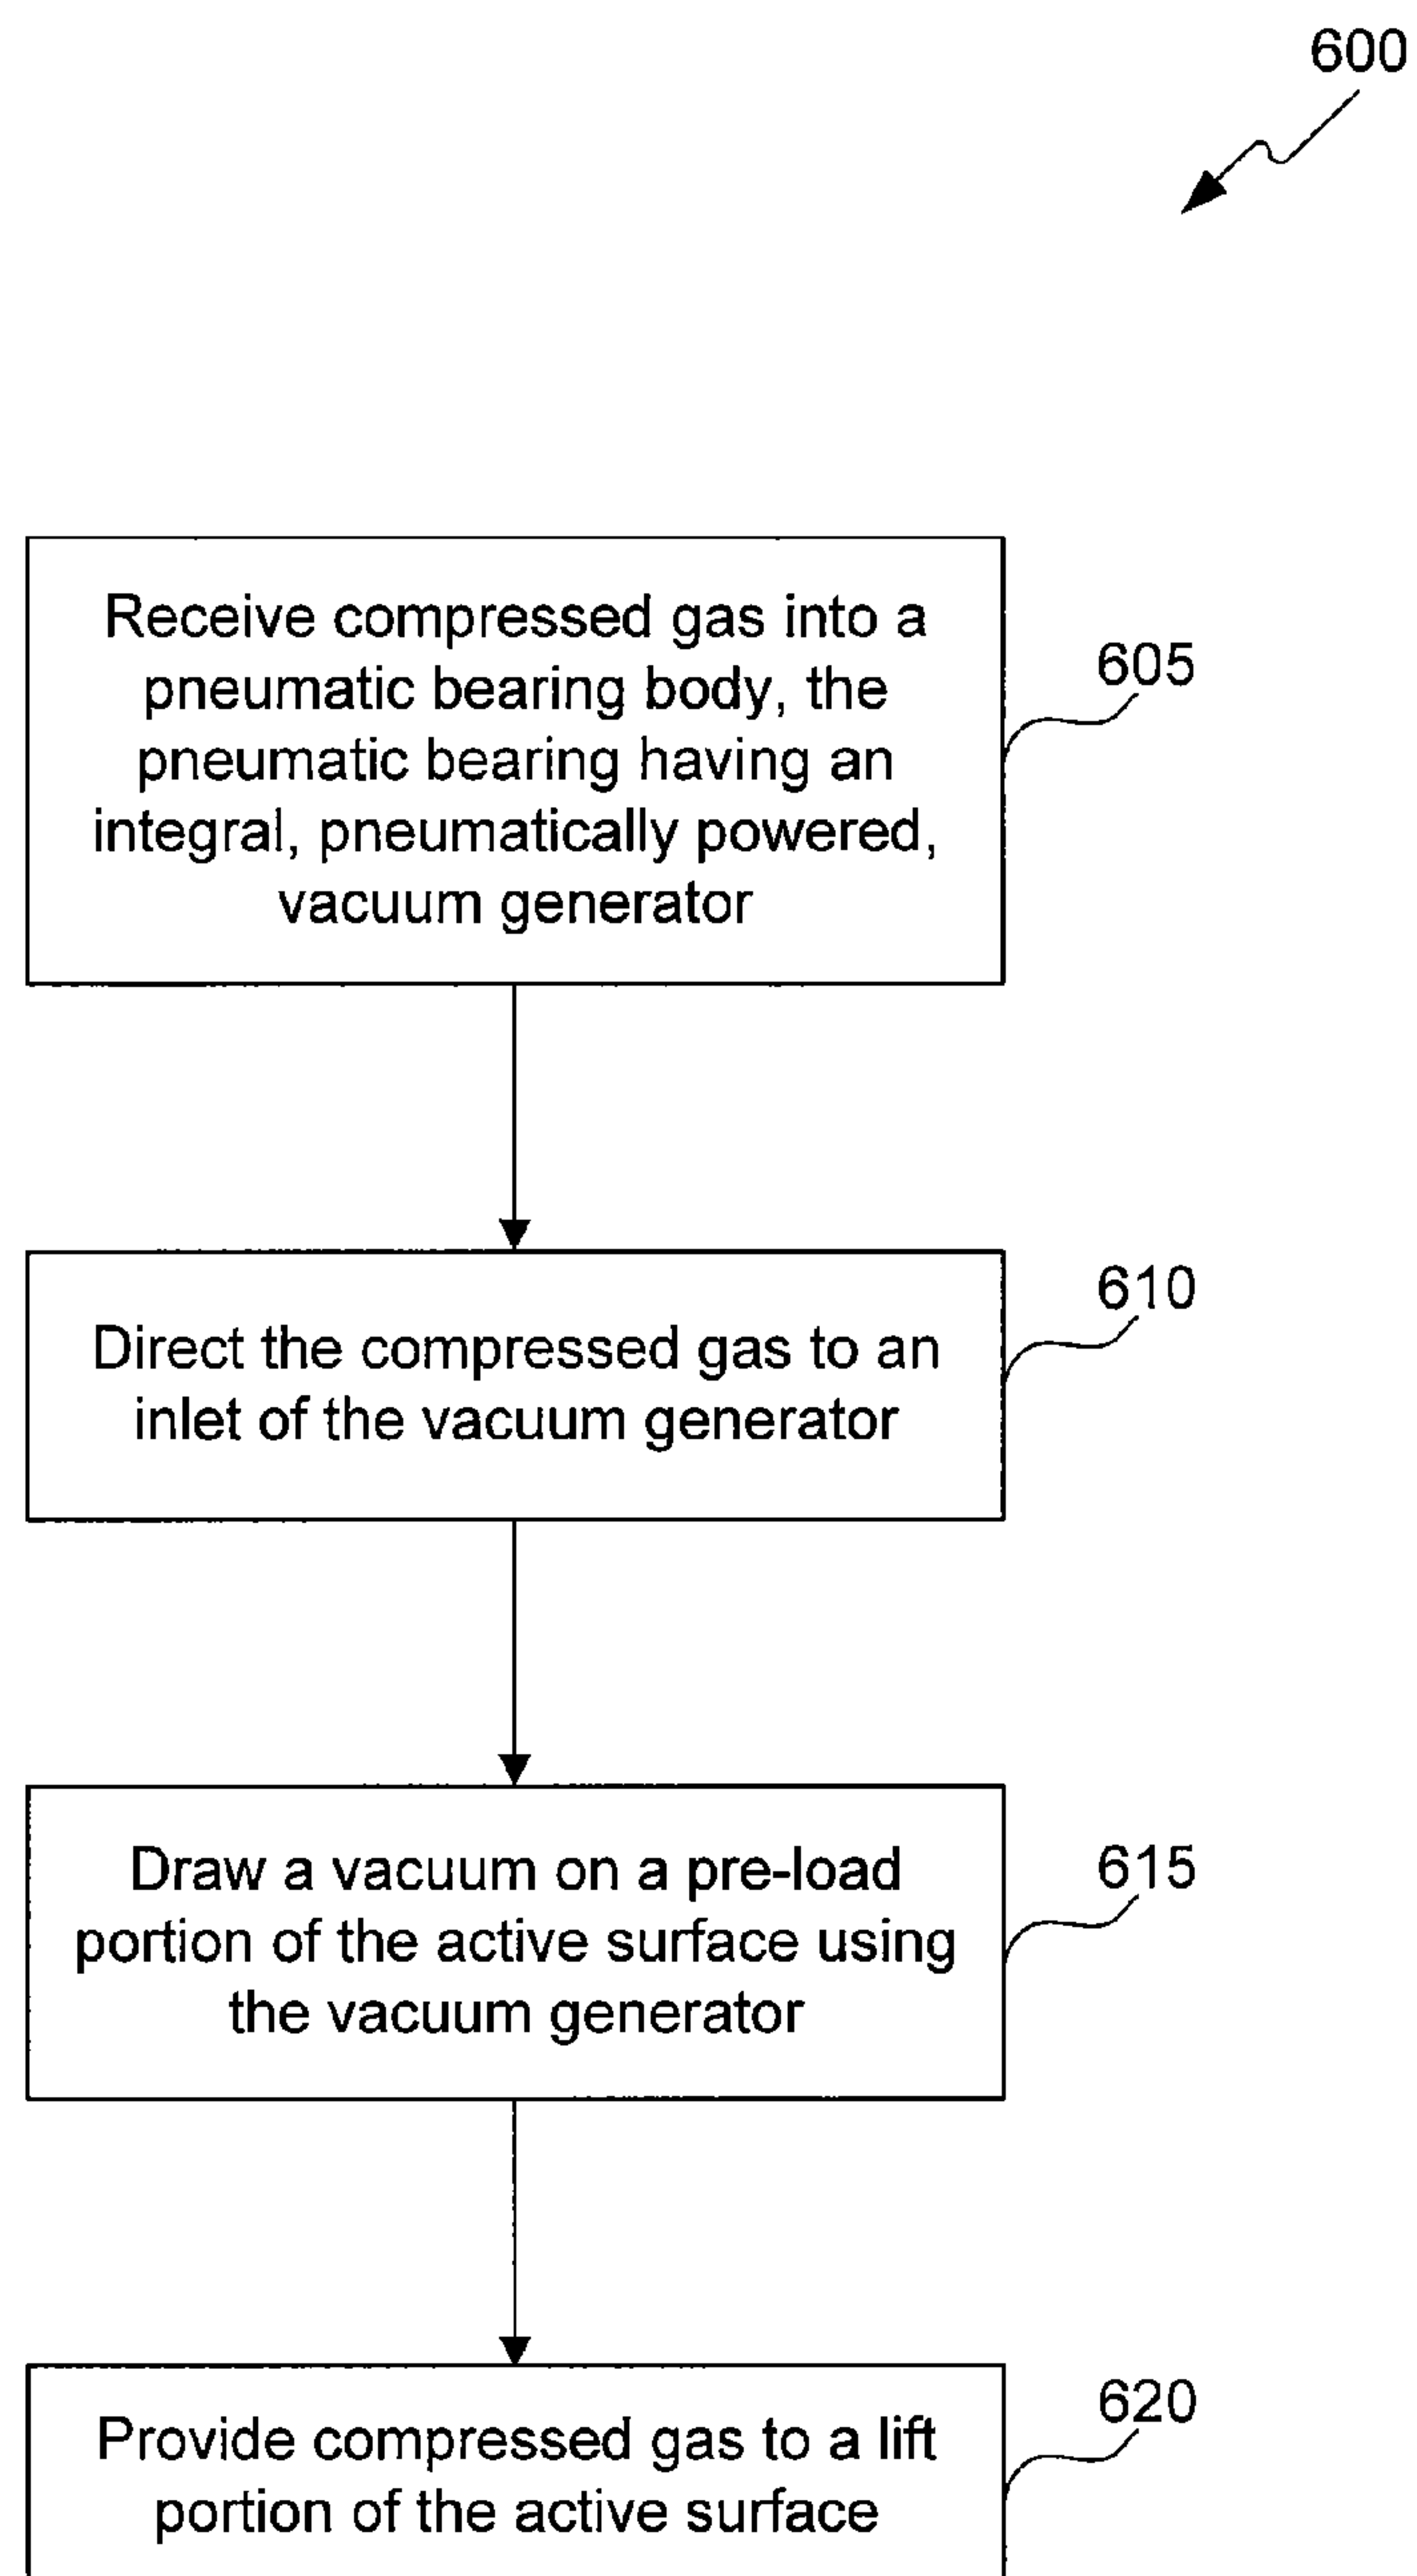 600
Receive compressed gas into a
pneumatic bearing body, the
pneumatic bearing having an
integral, pneumatically powered,
vacuum generator
605
Direct the compressed gas to an
inlet of the vacuum generator
610
Draw a vacuum on a pre-load
portion of the active surface using
the vacuum generator
615
Provide compressed gas to a lift
portion of the active surface
620